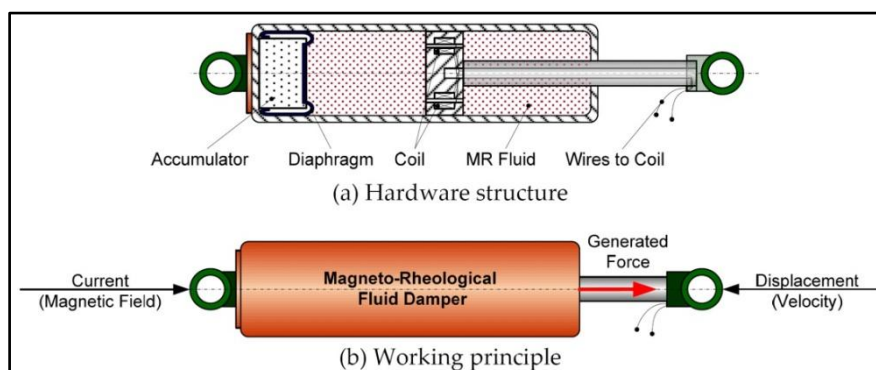 Accumulator Diaphragm Coil MR Fluid Wires to Coil
(a) Hardware structure
Generated
Force
Current
(Magnetic Field)
Magneto-Rheological
Fluid Damper
Displacement
(Velocity)
(b) Working principle